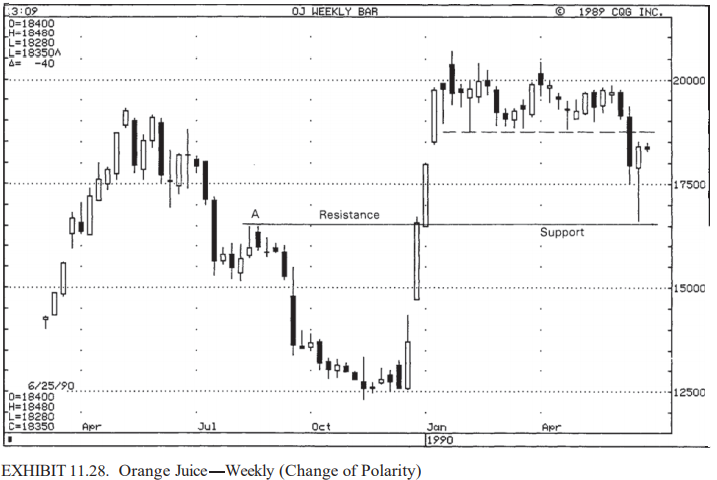 13:09 OJ WEEKLY BAR © 1989 CQG INC.
O=18400
H=18480
L=18280
L=18350^
Δ= -40
20000
17500
A Resistance
Support
15000
12500
6/25/90
O=18400
H=18480
L=18280
C=18350
Apr Jul Oct Jan Apr
1990
EXHIBIT 11.28. Orange Juice—Weekly (Change of Polarity)